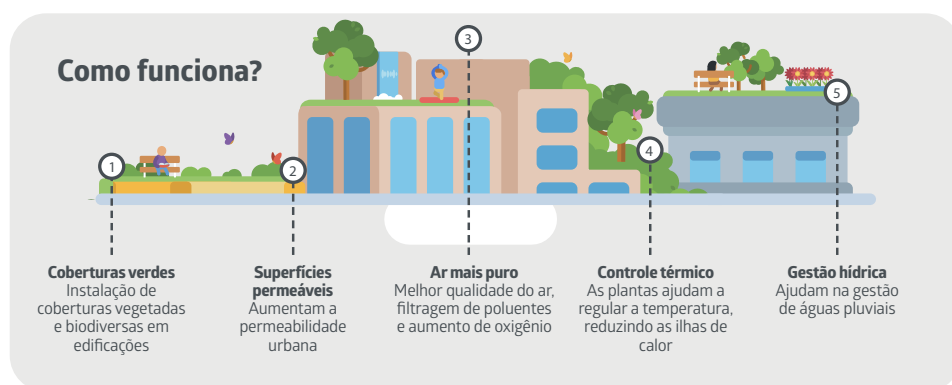 Como funciona?
1
2
3
4
5
Coberturas verdes
Instalação de
coberturas vegetadas
e biodiversas em
edificações
Superfícies
permeáveis
Aumentam a
permeabilidade
urbana
Ar mais puro
Melhor qualidade do ar,
filtragem de poluentes
e aumento de oxigênio
Controle térmico
As plantas ajudam a
regular a temperatura,
reduzindo as ilhas de
calor
Gestão hídrica
Ajudam na gestão
de águas pluviais